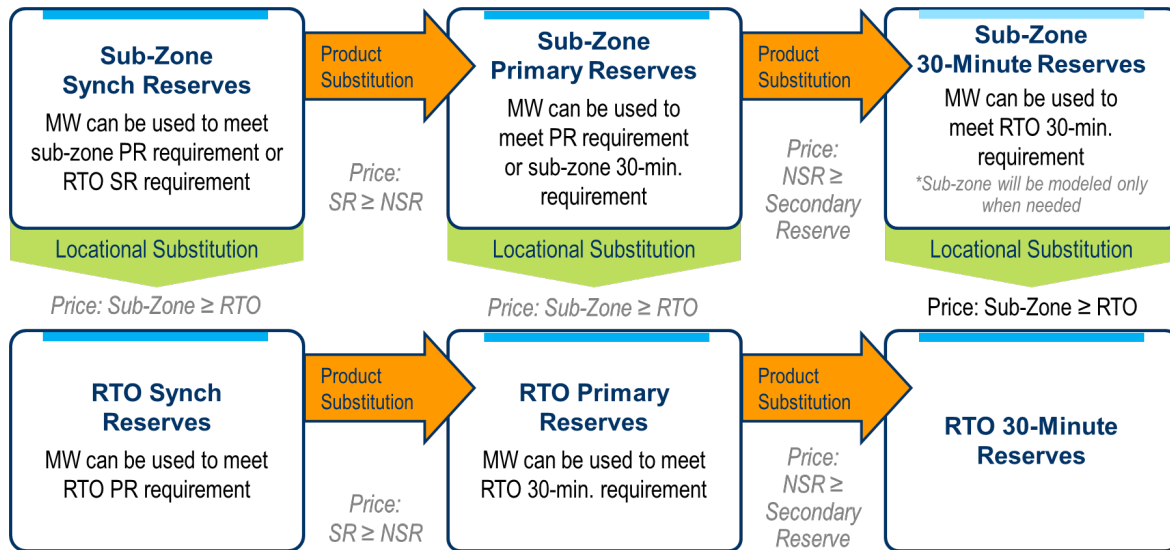 Sub-Zone
Synch Reserves
MW can be used to meet
sub-zone PR requirement or
RTO SR requirement
Product
Substitution
Price:
SR ≥ NSR
Sub-Zone
Primary Reserves
MW can be used to
meet PR requirement
or sub-zone 30-min.
requirement
Product
Substitution
Price:
NSR ≥
Secondary
Reserve
Sub-Zone
30-Minute Reserves
MW can be used to
meet RTO 30-min.
requirement
*Sub-zone will be modeled only
when needed
Locational Substitution
Locational Substitution
Locational Substitution
Price: Sub-Zone ≥ RTO
Price: Sub-Zone ≥ RTO
Price: Sub-Zone ≥ RTO
RTO Synch
Reserves
MW can be used to meet
RTO PR requirement
Product
Substitution
Price:
SR ≥ NSR
RTO Primary
Reserves
MW can be used to meet
RTO 30-min. requirement
Product
Substitution
Price:
NSR ≥
Secondary
Reserve
RTO 30-Minute
Reserves